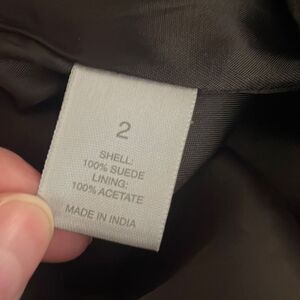 2
SHELL:
100% SUEDE
LINING:
100% ACETATE
MADE IN INDIA